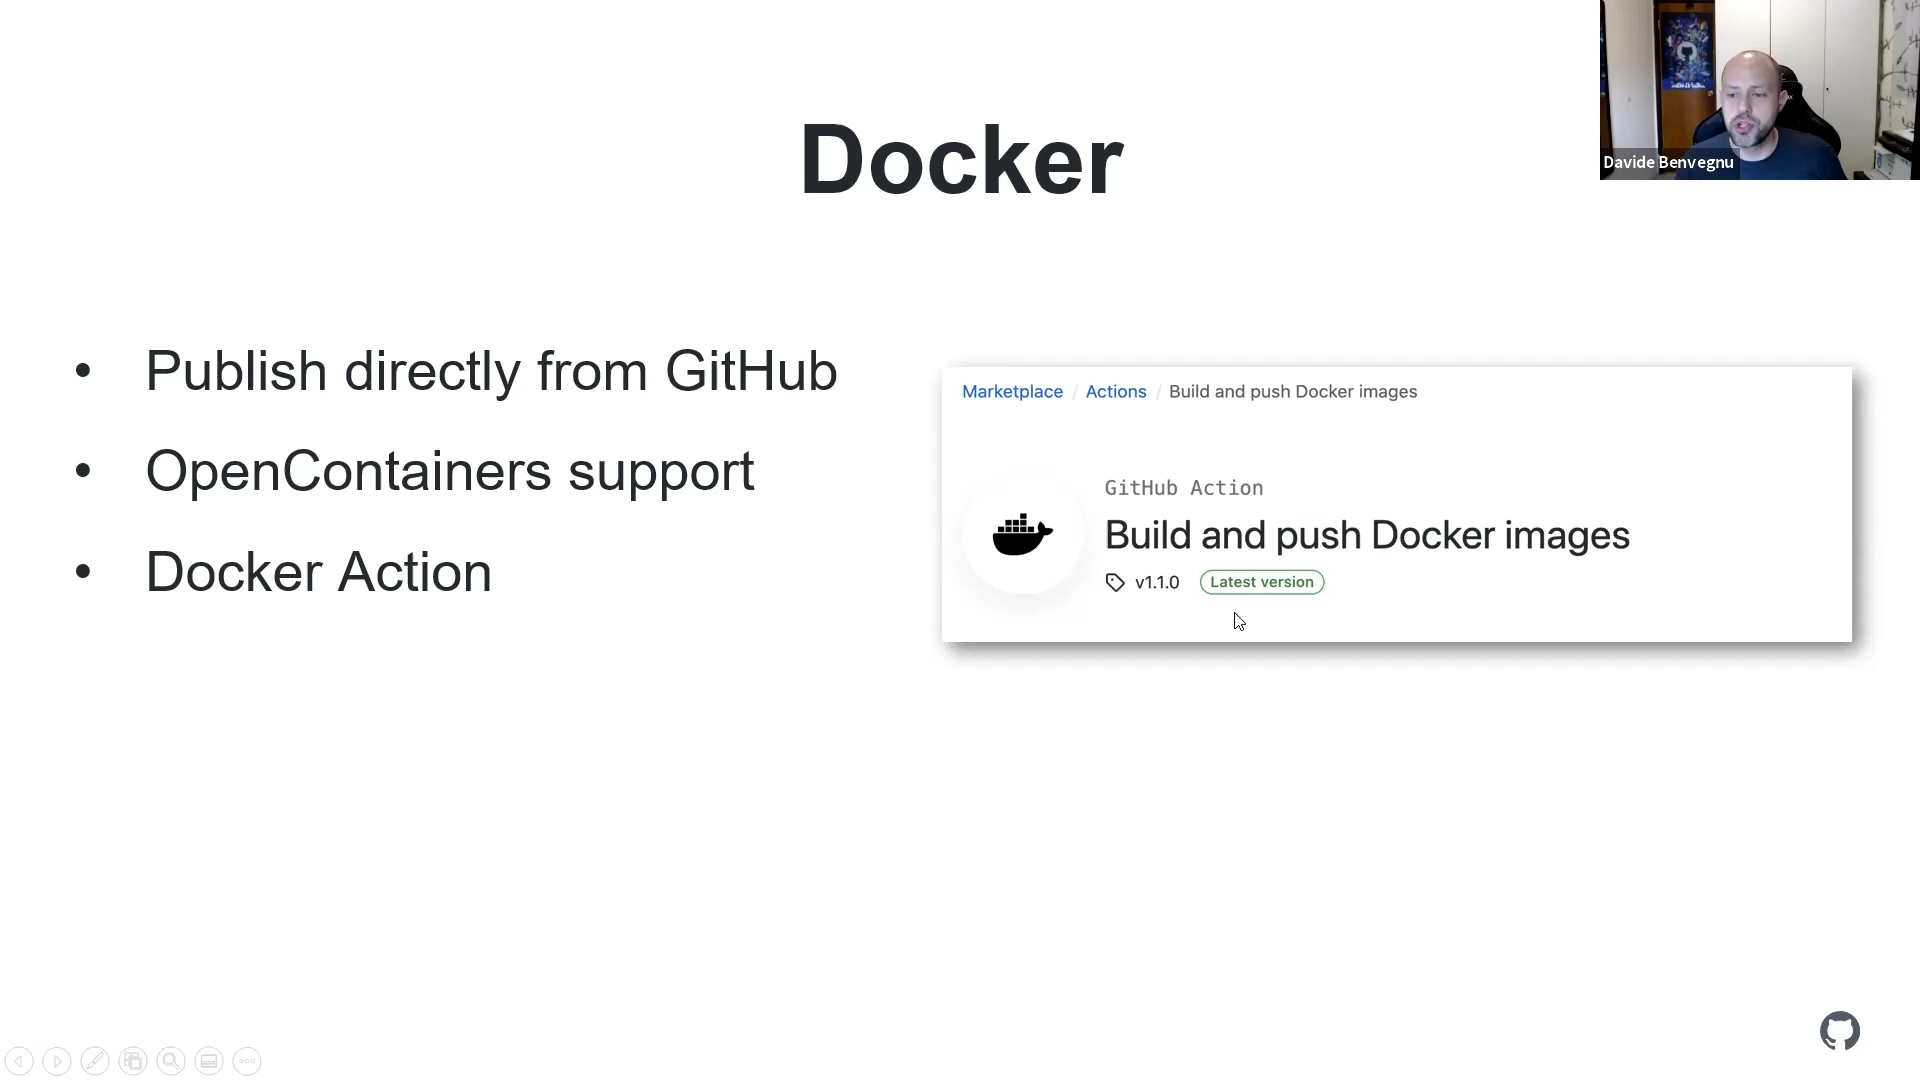 Docker
Davide Benvegnu
• Publish directly from GitHub
• OpenContainers support
• Docker Action
Marketplace / Actions / Build and push Docker images
GitHub Action
Build and push Docker images
v1.1.0 Latest version